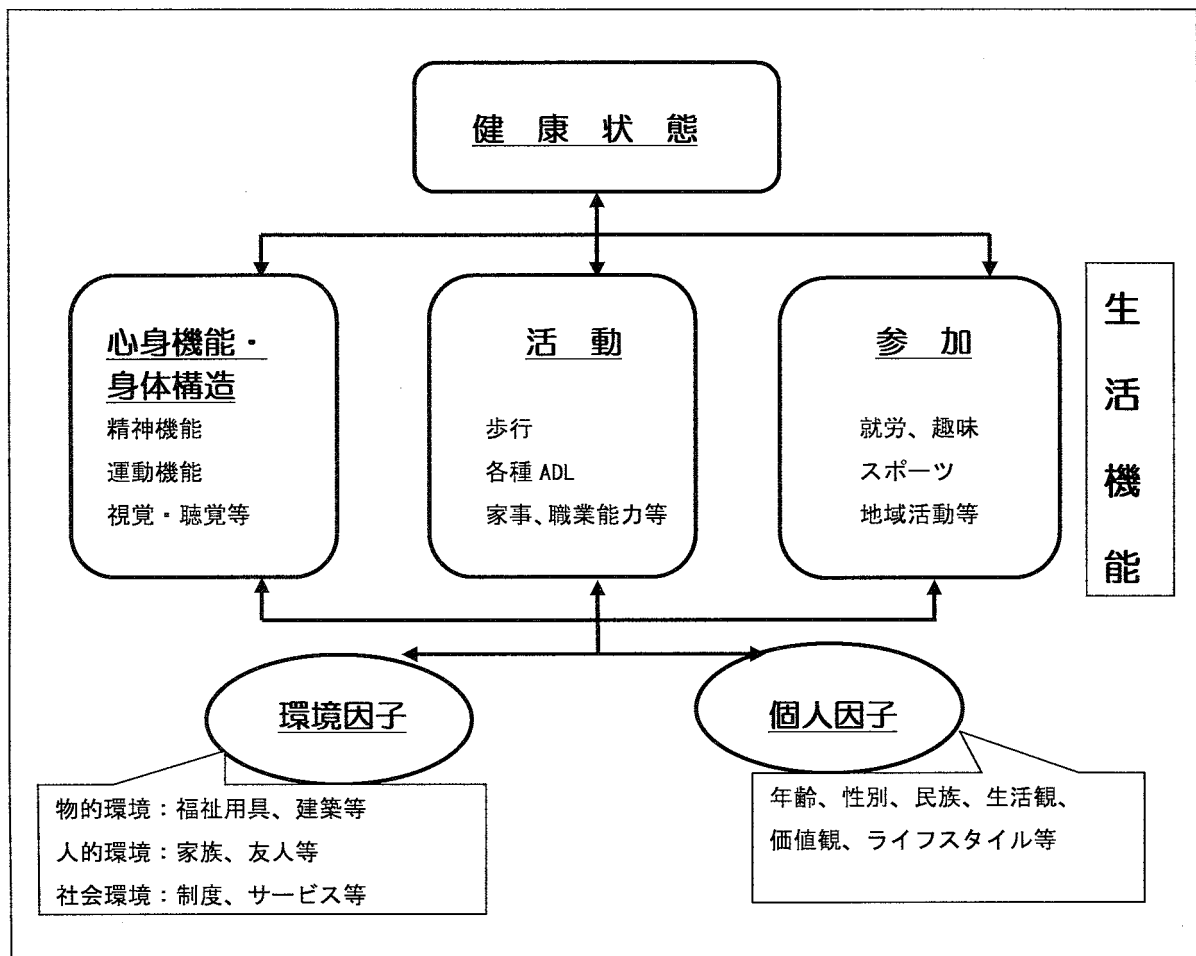 健康状態
心身機能・
身体構造
精神機能
運動機能
視覚・聴覚等
活動
歩行
各種 ADL
家事、職業能力等
参加
就労、趣味
スポーツ
地域活動等
生活機能
環境因子
個人因子
物的環境：福祉用具、建築等
人的環境：家族、友人等
社会環境：制度、サービス等
年齢、性別、民族、生活観、
価値観、ライフスタイル等